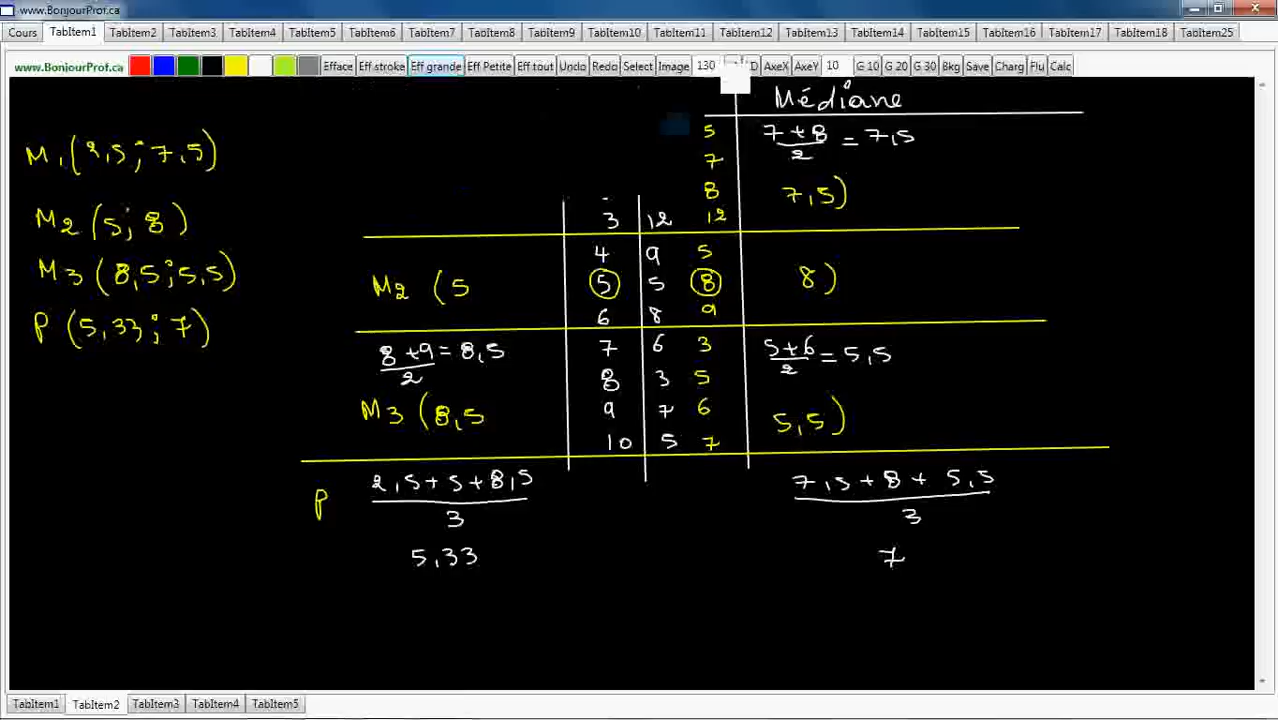 www.BonjourProf.ca
Cours TabItem1 TabItem2 TabItem3 TabItem4 TabItem5 TabItem6 TabItem7 TabItem8 TabItem9 TabItem10 TabItem11 TabItem12 TabItem13 TabItem14 TabItem15 TabItem16 TabItem17 TabItem18 TabItem25
www.BonjourProf.ca Efface Eff stroke Eff grande Eff Petite Eff tout Undo Redo Select Image 130 D AxeX AxeY 10 G 10 G 20 G 30 Bkg Save Charg Flu Calc
Médiane
5 7+8/2 = 7,5
M1(2,5;7,5)
7
8 7,5)
M2 (5; 8)
3 12 12
4 9 5
M3 (8,5;5,5)
M2 (5 5 5 8 8)
6 8 9
P (5,33;7)
8+9/2 = 8,5 7 6 3 5+6/2 = 5,5
8 3 5
M3 (8,5 9 7 6 5,5)
10 5 7
P 2,5+5+8,5/3 7,5+8+5,5/3
5,33 7
TabItem1 TabItem2 TabItem3 TabItem4 TabItem5